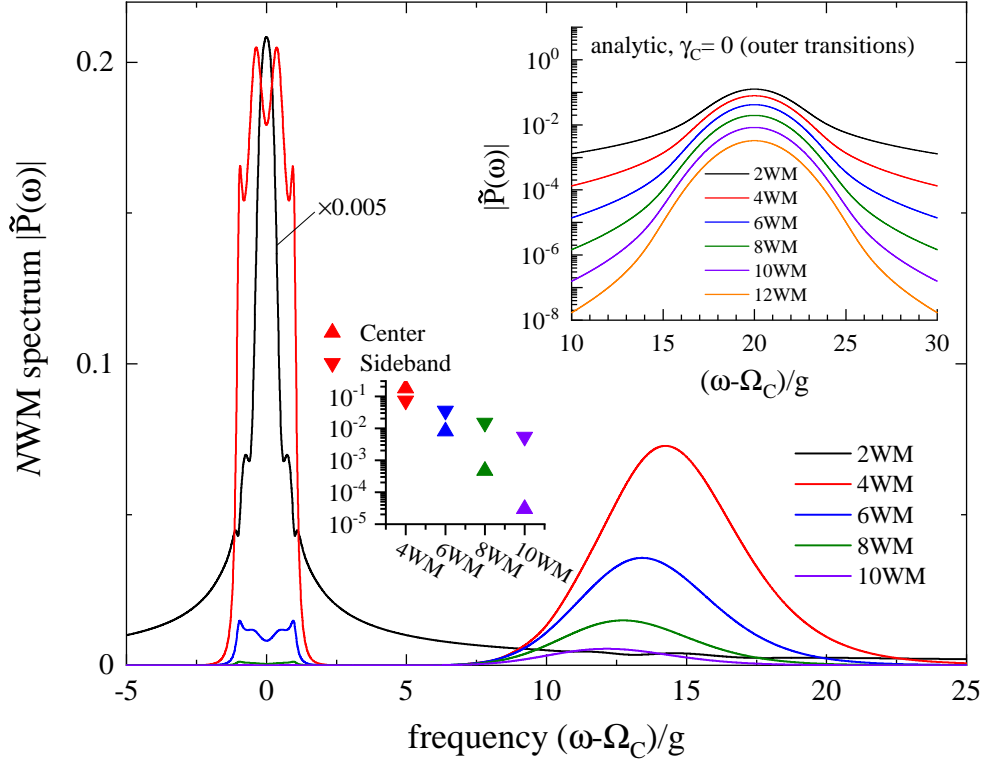 NWM spectrum |P̃(ω)|
0.2
0.1
0
-5
0
5
10
15
20
25
frequency (ω-Ω_C)/g
×0.005
2WM
4WM
6WM
8WM
10WM
Center
Sideband
10^-1
10^-2
10^-3
10^-4
10^-5
4WM
6WM
8WM
10WM
analytic, γ_C= 0 (outer transitions)
|P̃(ω)|
10^0
10^-2
10^-4
10^-6
10^-8
2WM
4WM
6WM
8WM
10WM
12WM
10
15
20
25
30
(ω-Ω_C)/g